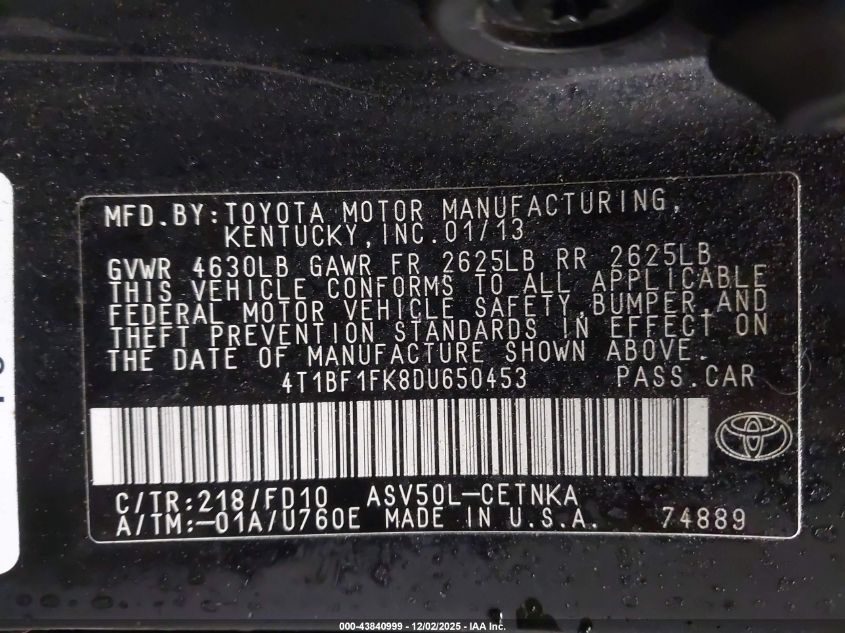 MFD.BY:TOYOTA MOTOR MANUFACTURING,
KENTUCKY,INC.01/13
GVWR 4630LB GAWR FR 2625LB RR 2625LB
THIS VEHICLE CONFORMS TO ALL APPLICABLE
FEDERAL MOTOR VEHICLE SAFETY,BUMPER,AND
THEFT PREVENTION STANDARDS IN EFFECT ON
THE DATE OF MANUFACTURE SHOWN ABOVE.
4T1BF1FK8DU650453 PASS.CAR
C/TR:218/FD10 ASV50L-CETNKA
A/TM:-01A/U760E MADE IN U.S.A. 74889
000-43840999 - 12/02/2025 - IAA Inc.